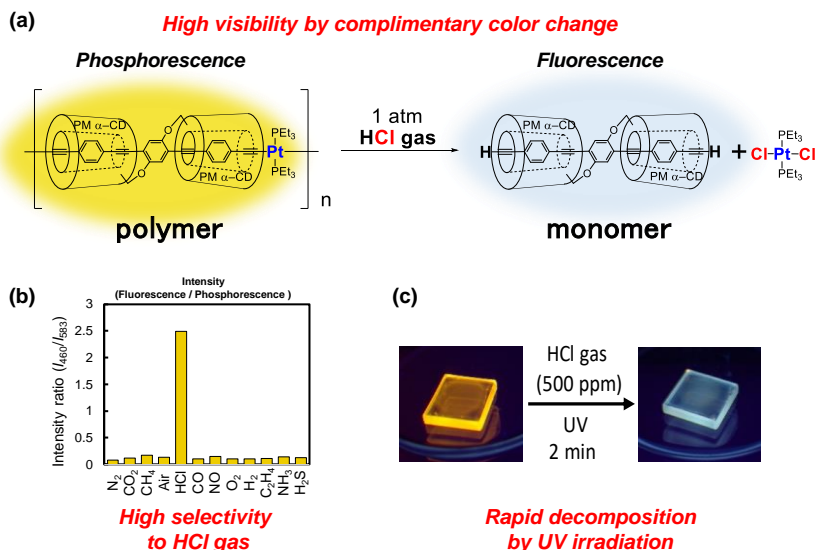 (a)
High visibility by complimentary color change
Phosphorescence
Fluorescence
PM α–CD
O
O
PM α–CD
PEt3
Pt
PEt3
n
polymer
1 atm
HCl gas
H
PM α–CD
O
O
PM α–CD
H
+
PEt3
Cl-Pt-Cl
PEt3
monomer
(b)
Intensity
(Fluorescence / Phosphorescence )
Intensity ratio (I460/I583)
3
2.5
2
1.5
1
0.5
0
N2
CO2
CH4
Air
HCl
CO
NO
O2
H2
C2H4
NH3
H2S
High selectivity
to HCl gas
(c)
HCl gas
(500 ppm)
UV
2 min
Rapid decomposition
by UV irradiation